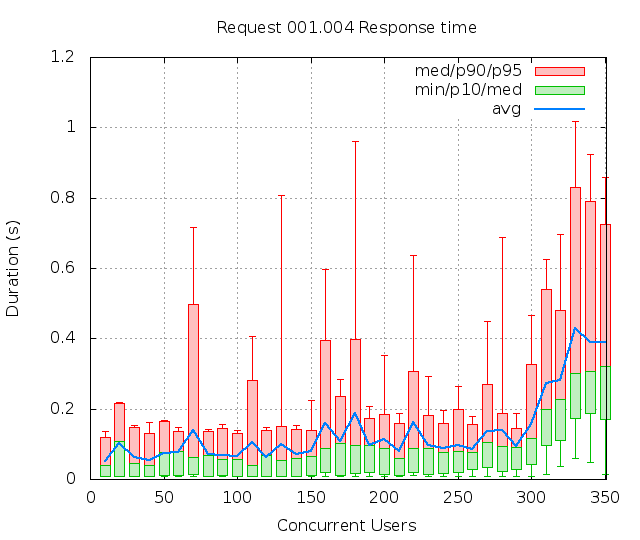 Request 001.004 Response time
1.2
1
0.8
0.6
0.4
0.2
0
Duration (s)
med/p90/p95
min/p10/med
avg
0 50 100 150 200 250 300 350
Concurrent Users